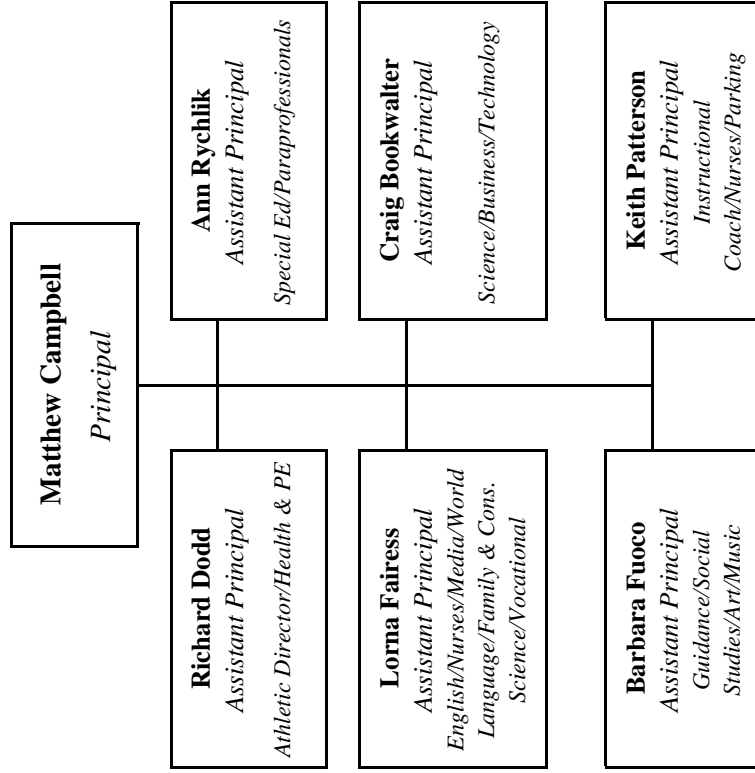 Matthew Campbell
Principal
Richard Dodd
Assistant Principal
Athletic Director/Health & PE
Ann Rychlik
Assistant Principal
Special Ed/Paraprofessionals
Lorna Fairess
Assistant Principal
English/Nurses/Media/World
Language/Family & Cons.
Science/Vocational
Craig Bookwalter
Assistant Principal
Science/Business/Technology
Barbara Fuoco
Assistant Principal
Guidance/Social
Studies/Art/Music
Keith Patterson
Assistant Principal
Instructional
Coach/Nurses/Parking